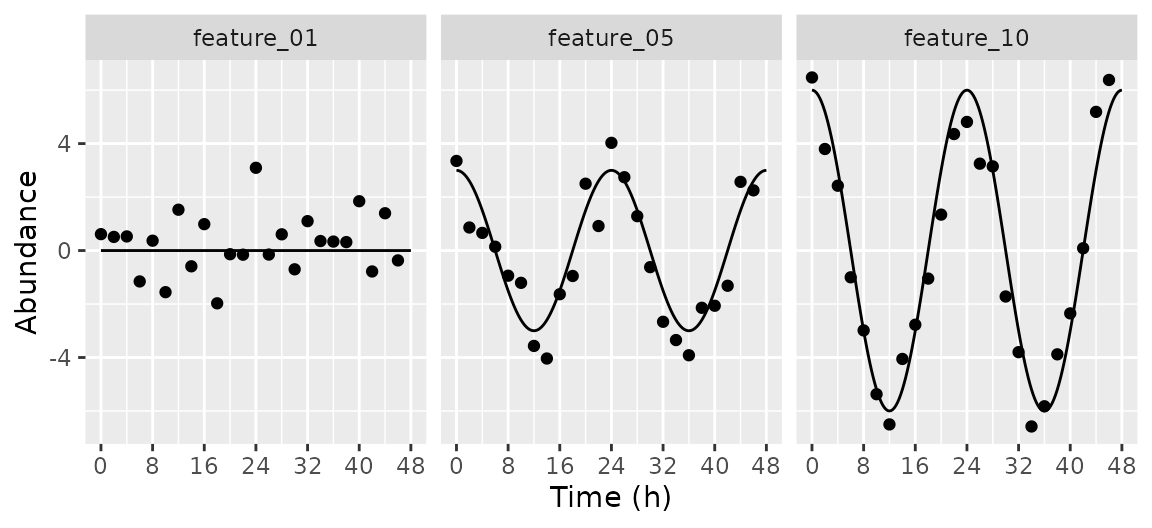 feature_01 feature_05 feature_10
Abundance
4
0
-4
0 8 16 24 32 40 48 0 8 16 24 32 40 48 0 8 16 24 32 40 48
Time (h)